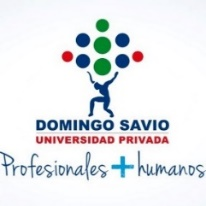 DOMINGO SAVIO
UNIVERSIDAD PRIVADA
Profesionales + humanos